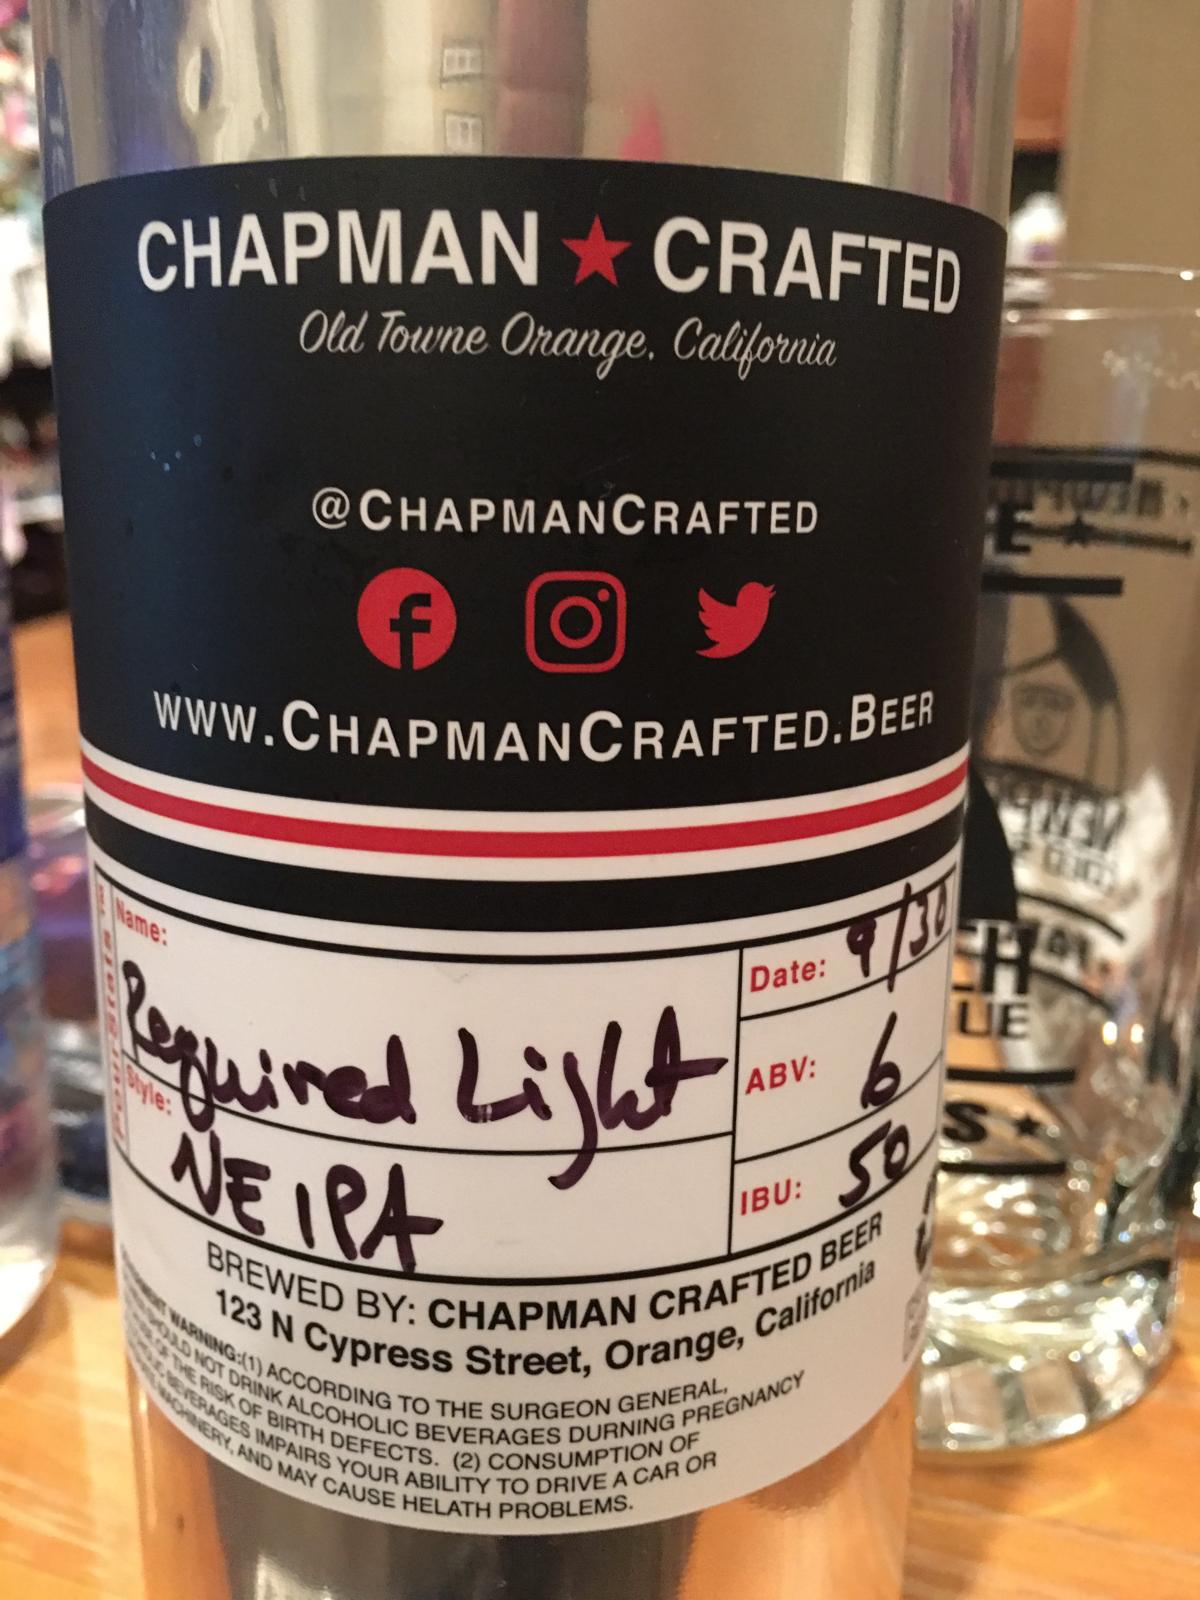 CHAPMAN ★ CRAFTED
Old Towne Orange, California
@CHAPMANCRAFTED
WWW.CHAPMANCRAFTED.BEER
PourStals™
Name:
Required Light
Style:
NE IPA
Date: 9/30
ABV: 6
IBU: 50
BREWED BY: CHAPMAN CRAFTED BEER
123 N Cypress Street, Orange, California
WARNING:(1) ACCORDING TO THE SURGEON GENERAL,
SHOULD NOT DRINK ALCOHOLIC BEVERAGES DURNING PREGNANCY
OF THE RISK OF BIRTH DEFECTS. (2) CONSUMPTION OF
BEVERAGES IMPAIRS YOUR ABILITY TO DRIVE A CAR OR
MACHINERY, AND MAY CAUSE HELATH PROBLEMS.